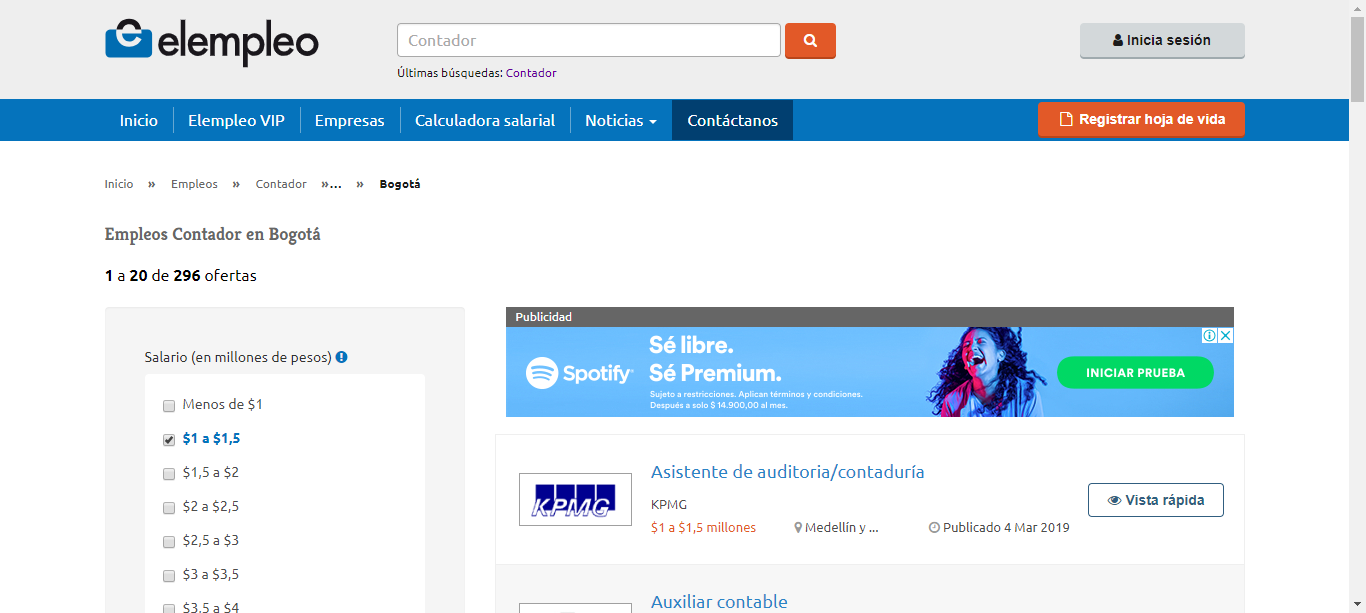 elempleo
Contador
Inicia sesión
Últimas búsquedas: Contador
Inicio
Elempleo VIP
Empresas
Calculadora salarial
Noticias
Contáctanos
Registrar hoja de vida
Inicio » Empleos » Contador »... » Bogotá
Empleos Contador en Bogotá
1 a 20 de 296 ofertas
Salario (en millones de pesos)
Menos de $1
$1 a $1,5
$1,5 a $2
$2 a $2,5
$2,5 a $3
$3 a $3,5
$3,5 a $4
Publicidad
Spotify
Sé libre.
Sé Premium.
Sujeto a restricciones. Aplican términos y condiciones.
Después a solo $ 14.900,00 al mes.
INICIAR PRUEBA
KPMG
Asistente de auditoria/contaduría
KPMG
$1 a $1,5 millones
Medellín y ...
Publicado 4 Mar 2019
Vista rápida
Auxiliar contable